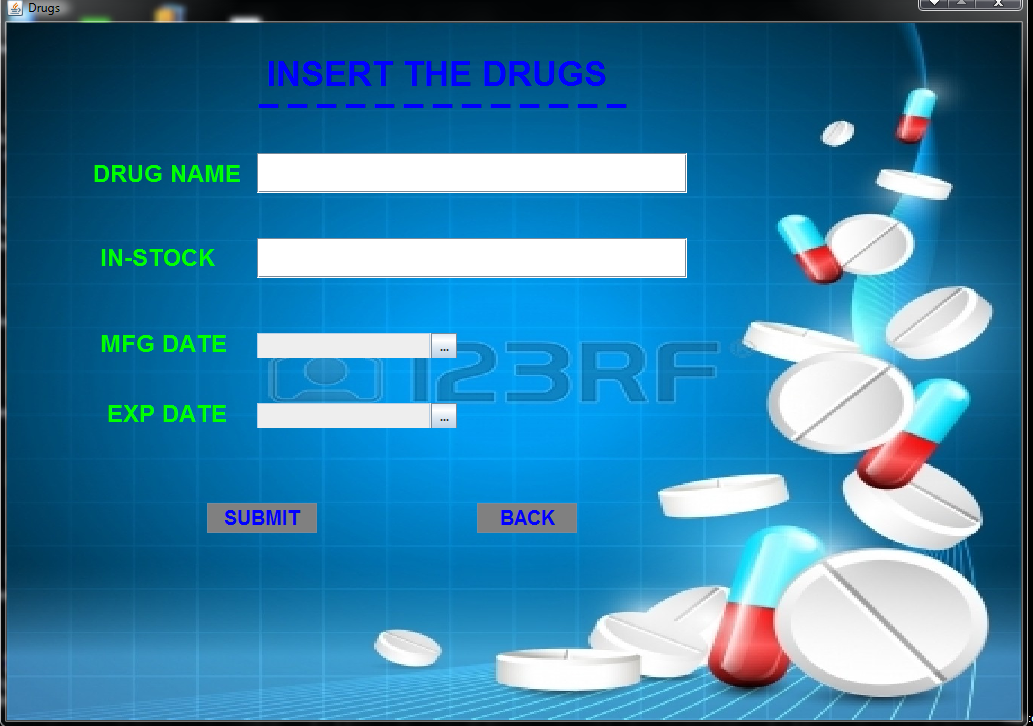 Drugs
INSERT THE DRUGS
DRUG NAME
IN-STOCK
MFG DATE ...
123RF
EXP DATE ...
SUBMIT BACK